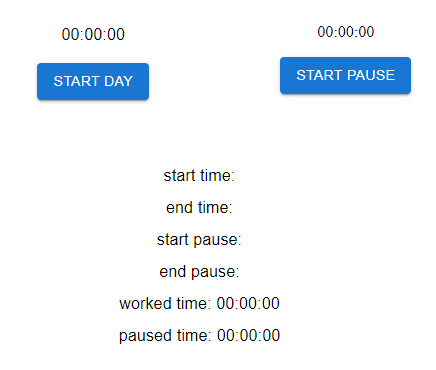 00:00:00
00:00:00
START DAY
START PAUSE
start time:
end time:
start pause:
end pause:
worked time: 00:00:00
paused time: 00:00:00